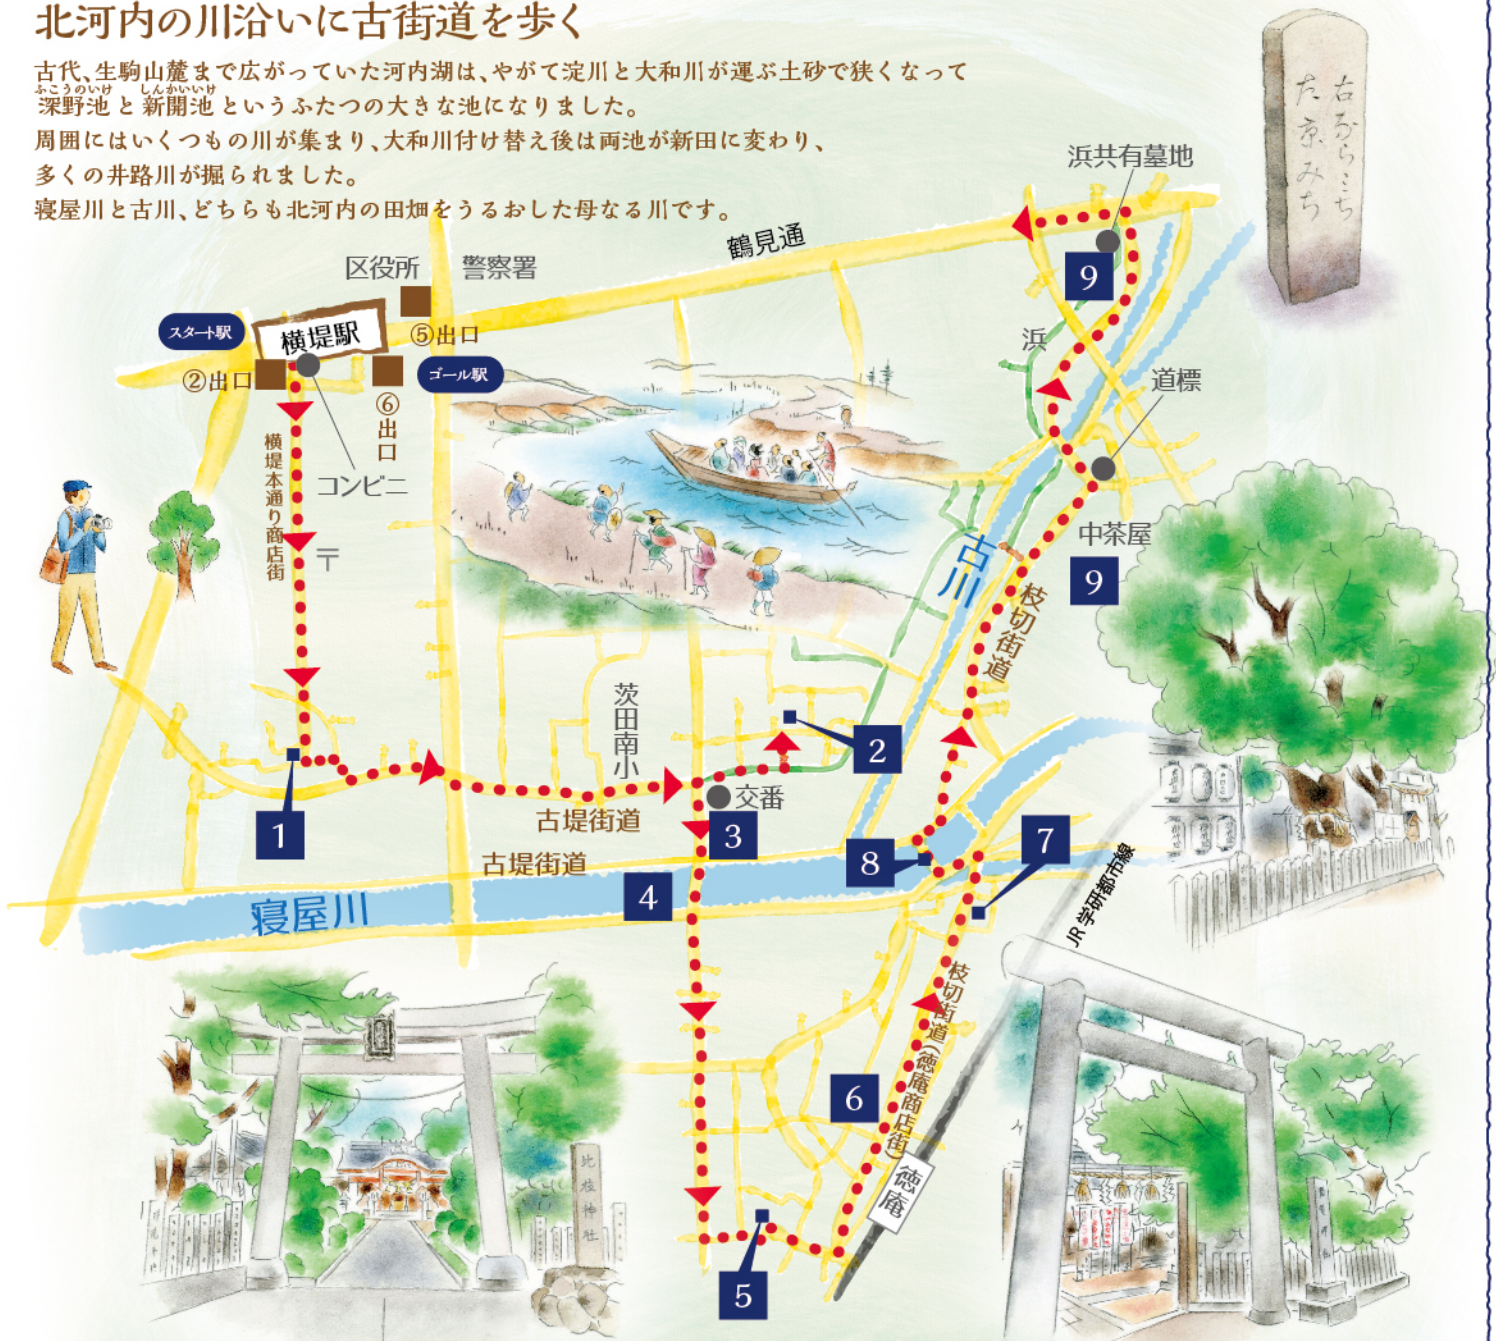 北河内の川沿いに古街道を歩く
古代、生駒山麓まで広がっていた河内湖は、やがて淀川と大和川が運ぶ土砂で狭くなって
ふこうのいけ しんかいいけ
深野池と新開池というふたつの大きな池になりました。
周囲にはいくつもの川が集まり、大和川付け替え後は両池が新田に変わり、
多くの井路川が掘られました。
寝屋川と古川、どちらも北河内の田畑をうるおした母なる川です。
浜共有墓地
鶴見通
区役所
警察署
スタート駅
横堤駅
⑤出口
②出口
ゴール駅
⑥出口
横堤本通り商店街
コンビニ
〒
9
浜
道標
中茶屋
9
古川
枝切街道
茨田南小
2
1
古堤街道
交番
3
古堤街道
4
寝屋川
8
7
JR学研都市線
枝切街道(徳庵商店街)
6
徳庵
5
比枝神社